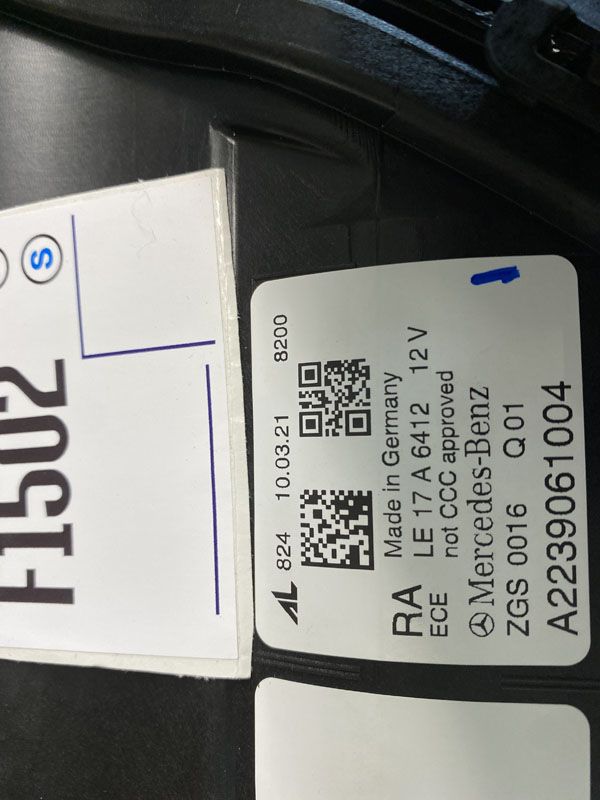 S
F1502
AL 824 10.03.21 8200
RA Made in Germany
ECE LE 17 A 6412 12 V
not CCC approved
Mercedes-Benz
ZGS 0016 Q 01
A2239061004